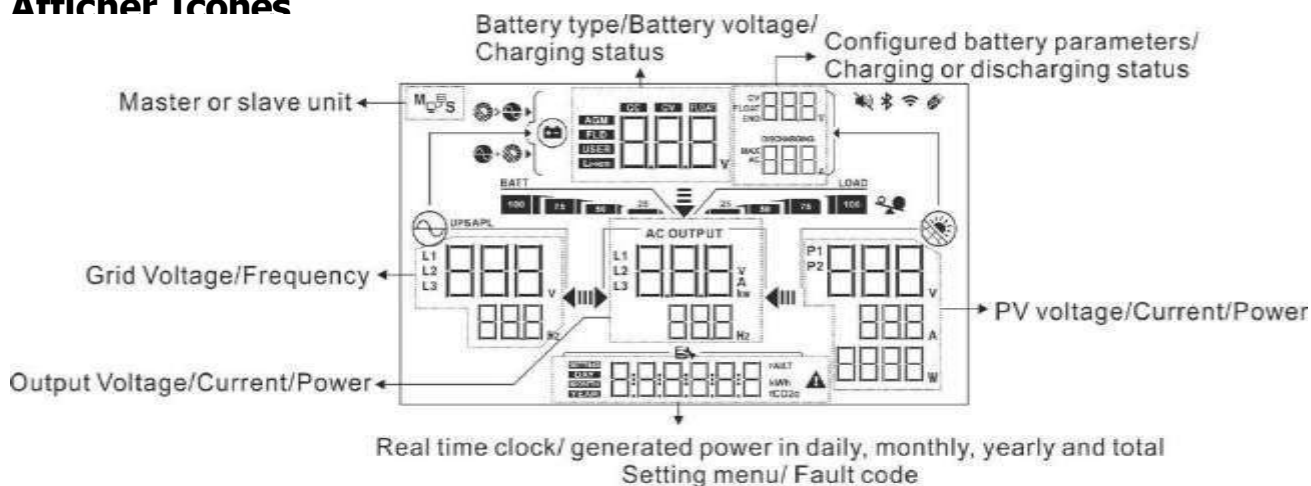 Afficher Icônes
Battery type/Battery voltage/
Charging status
Configured battery parameters/
Charging or discharging status
Master or slave unit
M S
CC CV FLOAT
AGM
FLD
USER
Li-ion
V
CV
FLOAT
END
V
DISCHARGING
MAX
AC
A
BATT
LOAD
100 75 50 25
25 50 75 100
UPSAPL
AC OUTPUT
L1
L2
L3
V
Hz
L1
L2
L3
V
A
kw
Hz
P1
P2
V
A
W
Grid Voltage/Frequency
PV voltage/Current/Power
Output Voltage/Current/Power
DAY
MONTH
YEAR
FAULT
kWh
tCO2e
Real time clock/ generated power in daily, monthly, yearly and total
Setting menu/ Fault code